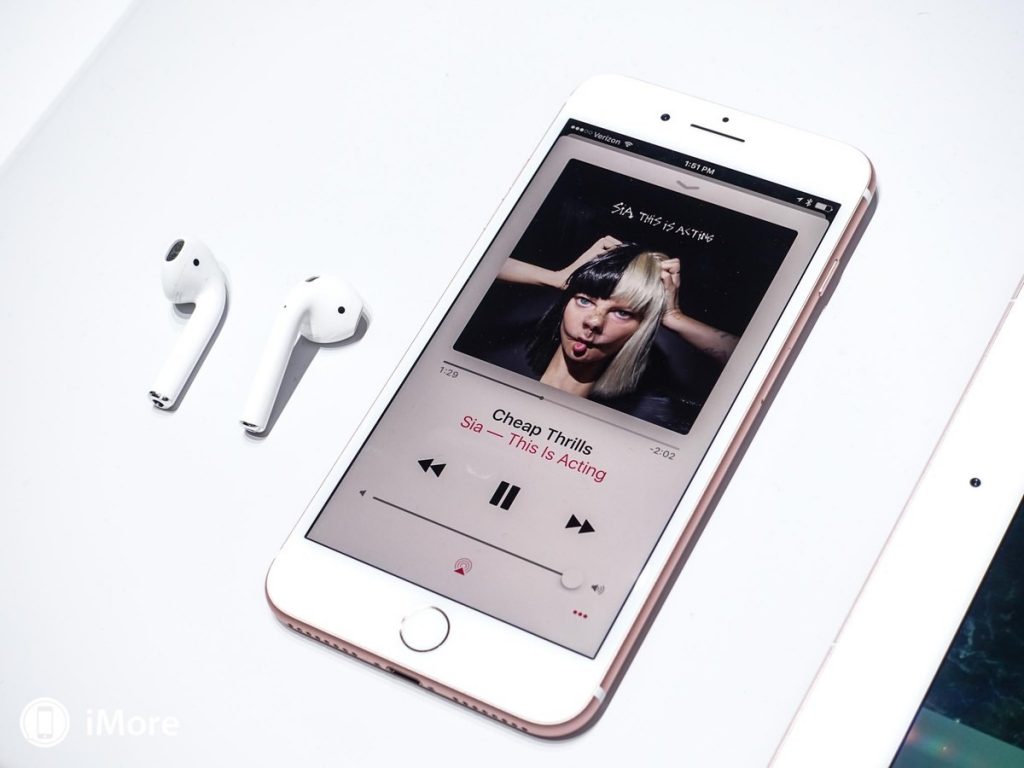 Verizon
1:51 PM
SiA THiS iS ACTiNG
1:29
-2:02
Cheap Thrills
Sia — This Is Acting
iMore